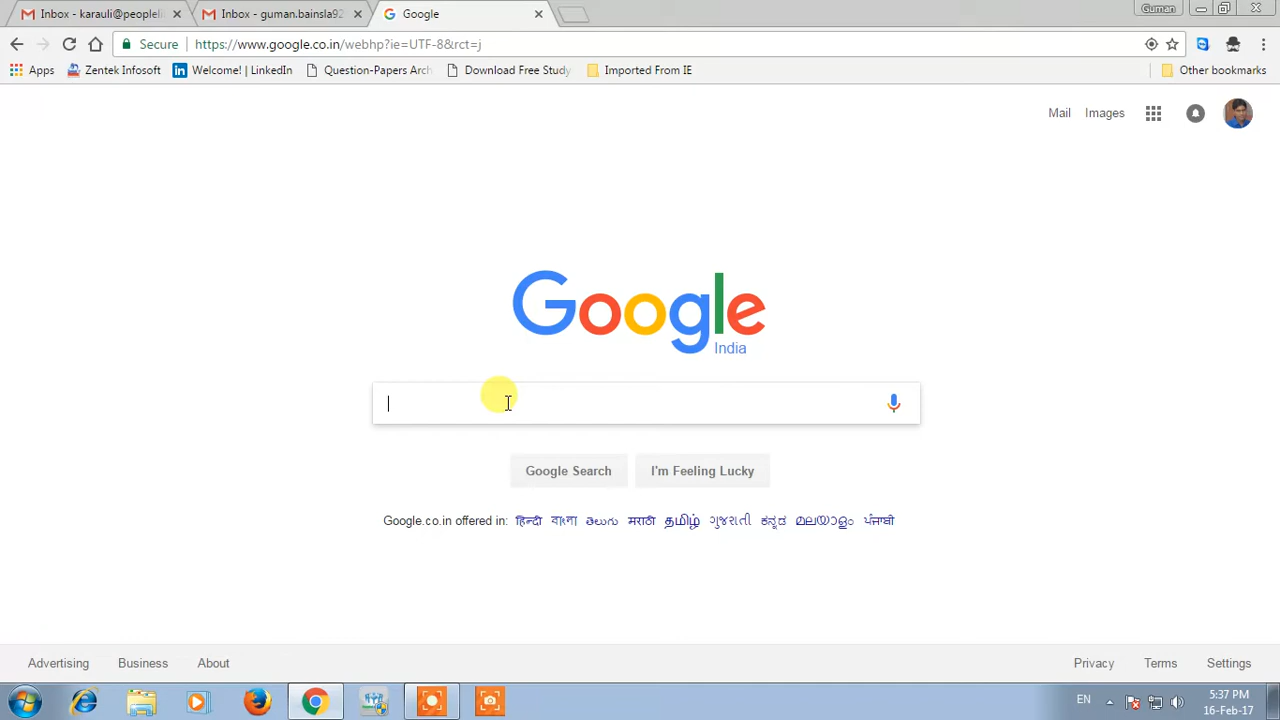 Inbox - karauli@peopleli
Inbox - guman.bainsla92
Google
Guman
Secure
https://www.google.co.in/webhp?ie=UTF-8&rct=j
Apps
Zentek Infosoft
Welcome! | LinkedIn
Question-Papers Arch
Download Free Study
Imported From IE
Other bookmarks
Mail
Images
Google
India
Google Search
I'm Feeling Lucky
Google.co.in offered in: हिन्दी বাংলা తెలుగు मराठी தமிழ் ગુજરાતી ಕನ್ನಡ മലയാളം ਪੰਜਾਬੀ
Advertising
Business
About
Privacy
Terms
Settings
EN
5:37 PM
16-Feb-17